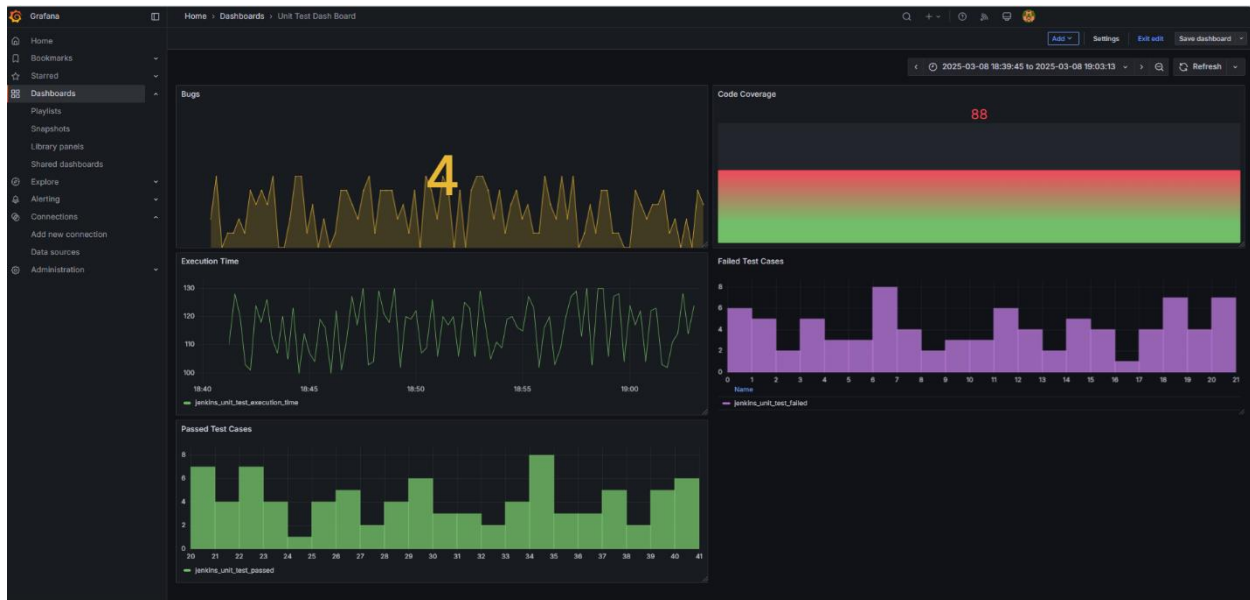 Grafana
Home > Dashboards > Unit Test Dash Board
Home
Bookmarks
Starred
Dashboards
Playlists
Snapshots
Library panels
Shared dashboards
Explore
Alerting
Connections
Add new connection
Data sources
Administration
Add
Settings
Exit edit
Save dashboard
2025-03-08 18:39:45 to 2025-03-08 19:03:13
Refresh
Bugs
4
Code Coverage
88
Execution Time
130
120
110
100
18:40 18:45 18:50 18:55 19:00
jenkins_unit_test_execution_time
Failed Test Cases
8
6
4
2
0
0 1 2 3 4 5 6 7 8 9 10 11 12 13 14 15 16 17 18 19 20 21
Name
jenkins_unit_test_failed
Passed Test Cases
8
6
4
2
0
20 21 22 23 24 25 26 27 28 29 30 31 32 33 34 35 36 37 38 39 40 41
jenkins_unit_test_passed